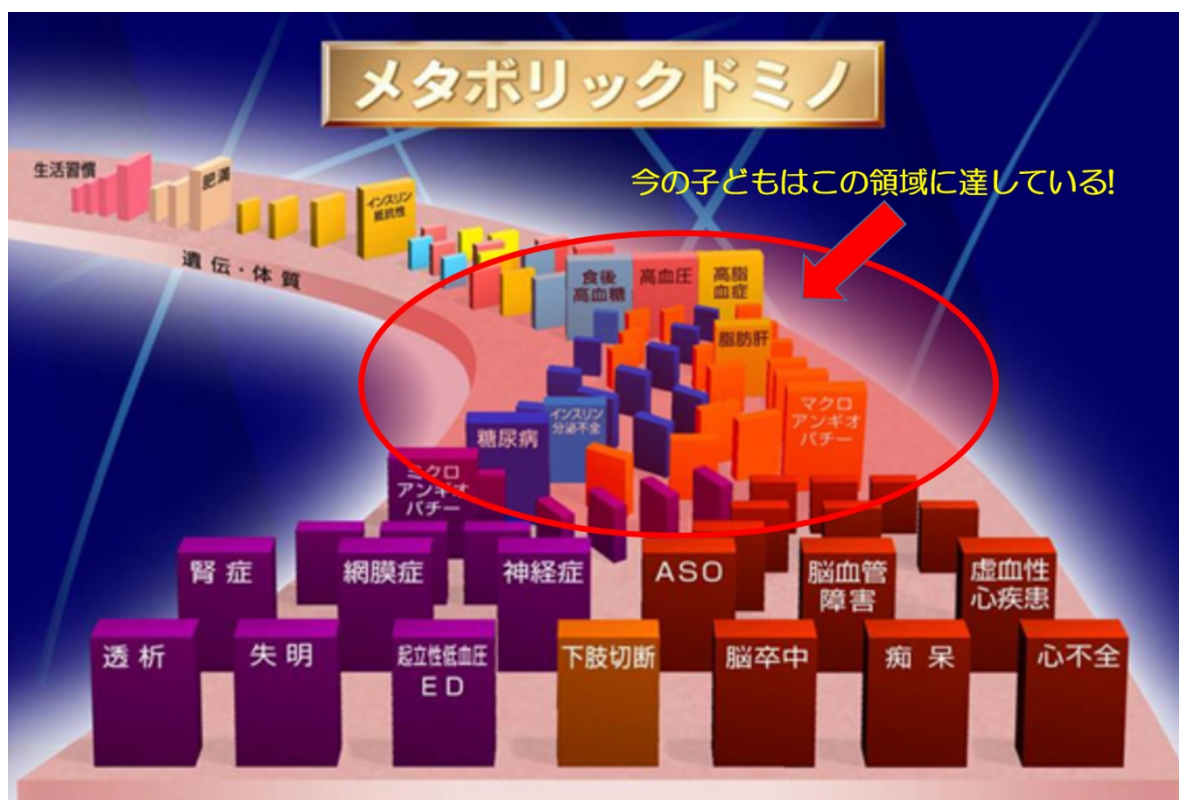 メタボリックドミノ
今の子どもはこの領域に達している!
生活習慣
肥満
インスリン
抵抗性
遺伝・体質
食後
高血糖
高血圧
高脂
血症
脂肪肝
マクロ
アンギオ
パチー
インスリン
分泌不全
糖尿病
ミクロ
アンギオ
パチー
腎症
網膜症
神経症
ASO
脳血管
障害
虚血性
心疾患
透析
失明
起立性低血圧
ED
下肢切断
脳卒中
痴呆
心不全